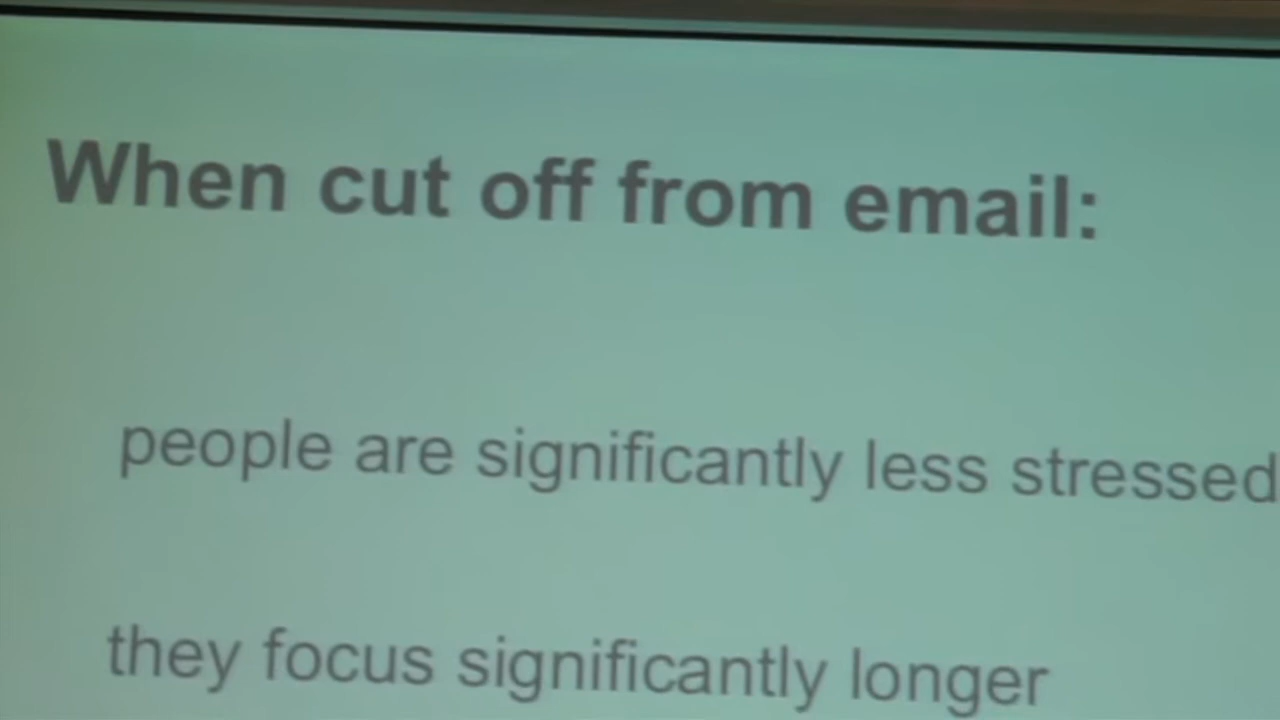 When cut off from email:
people are significantly less stressed
they focus significantly longer